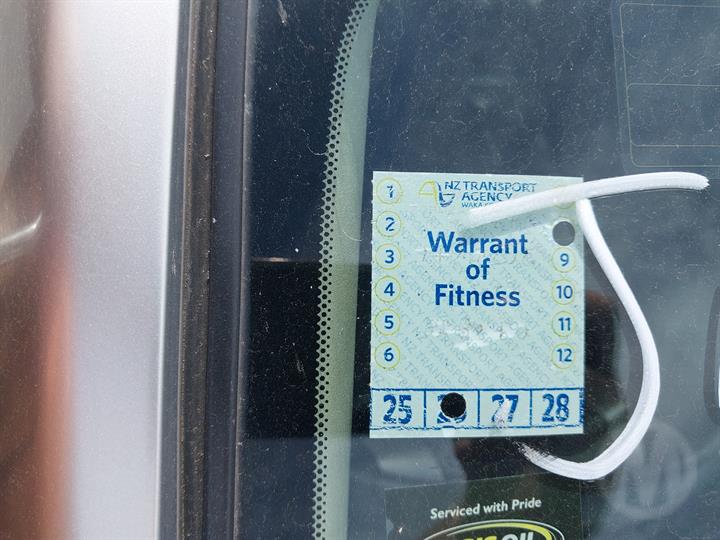 NZ TRANSPORT
AGENCY
1
2
3
4
5
6
9
10
11
12
Warrant
of
Fitness
25 27 28
Serviced with Pride
OIL